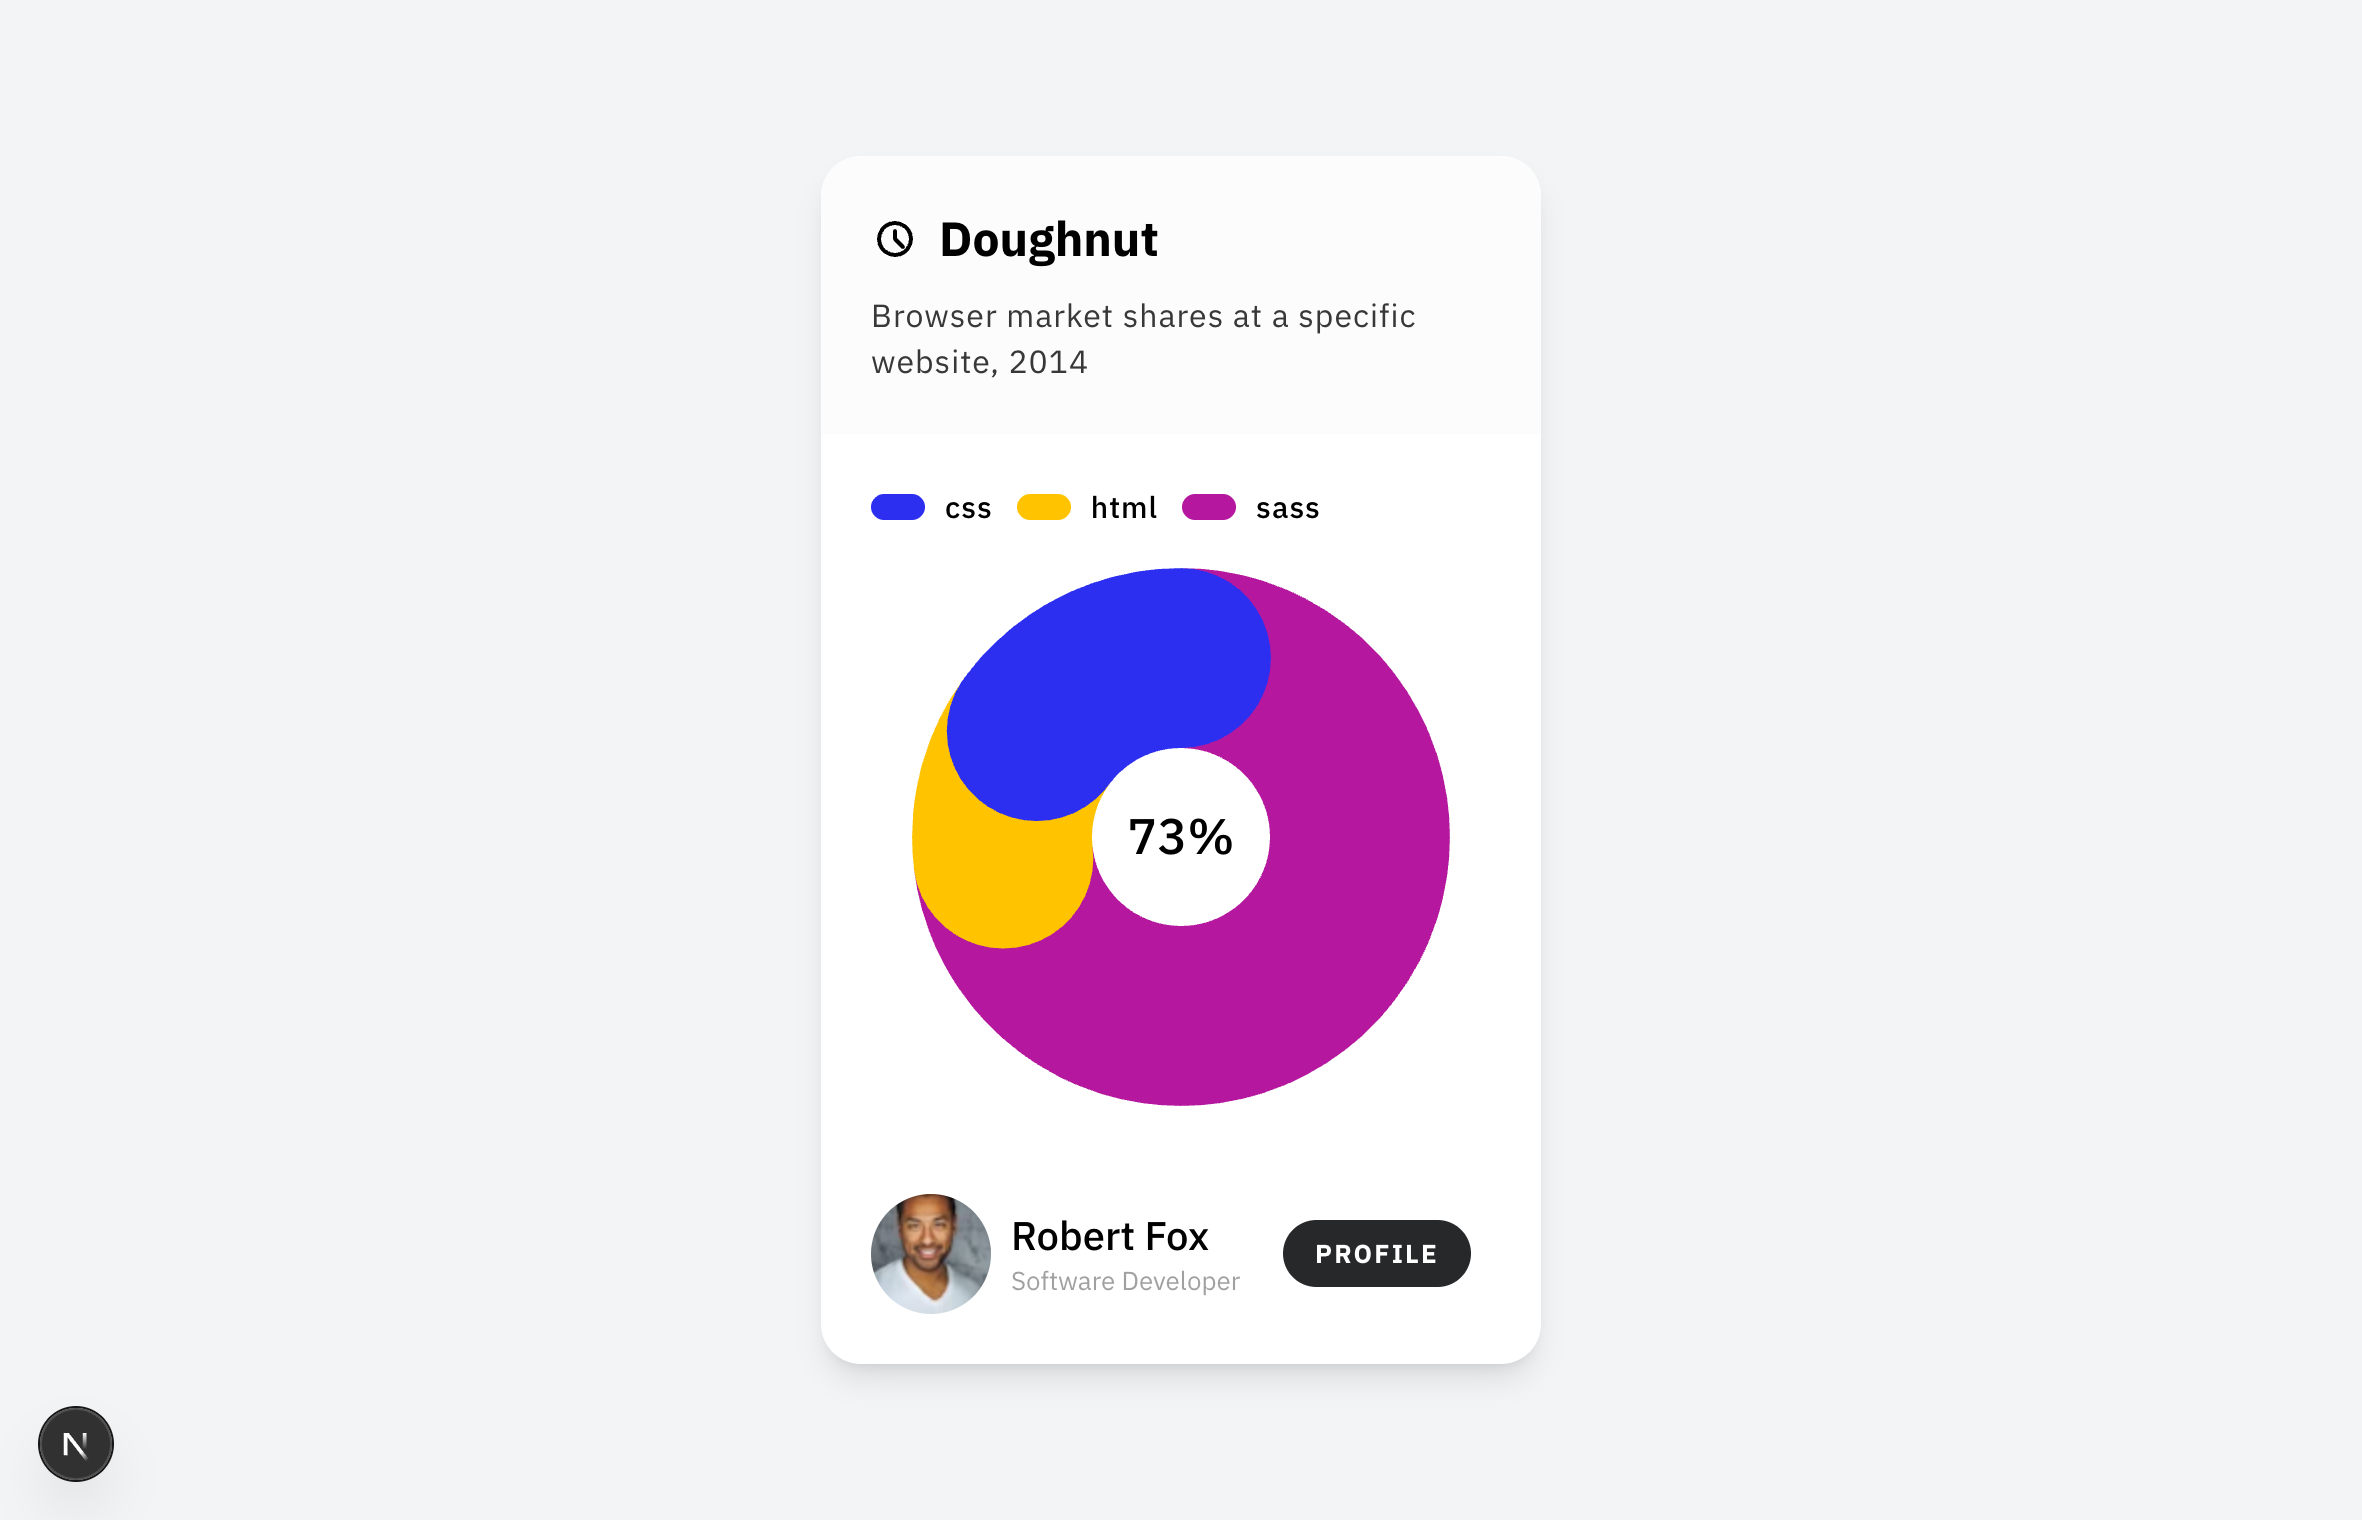 Doughnut
Browser market shares at a specific
website, 2014
css html sass
73%
Robert Fox
Software Developer
PROFILE
N